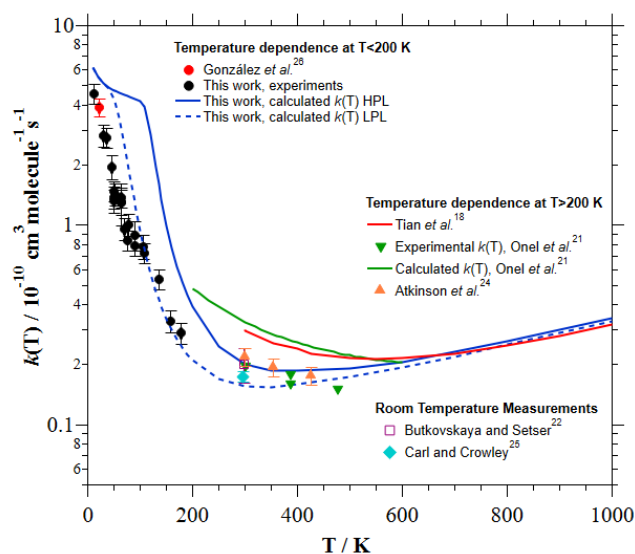 10
Temperature dependence at T<200 K
González et al.26
This work, experiments
This work, calculated k(T) HPL
This work, calculated k(T) LPL
8
6
4
2
Temperature dependence at T>200 K
Tian et al.18
Experimental k(T), Onel et al.21
Calculated k(T), Onel et al.21
Atkinson et al.24
1
8
6
4
2
Room Temperature Measurements
Butkovskaya and Setser22
Carl and Crowley25
0.1
8
6
k(T) / 10-10 cm3 molecule-1 s-1
0 200 400 600 800 1000
T / K